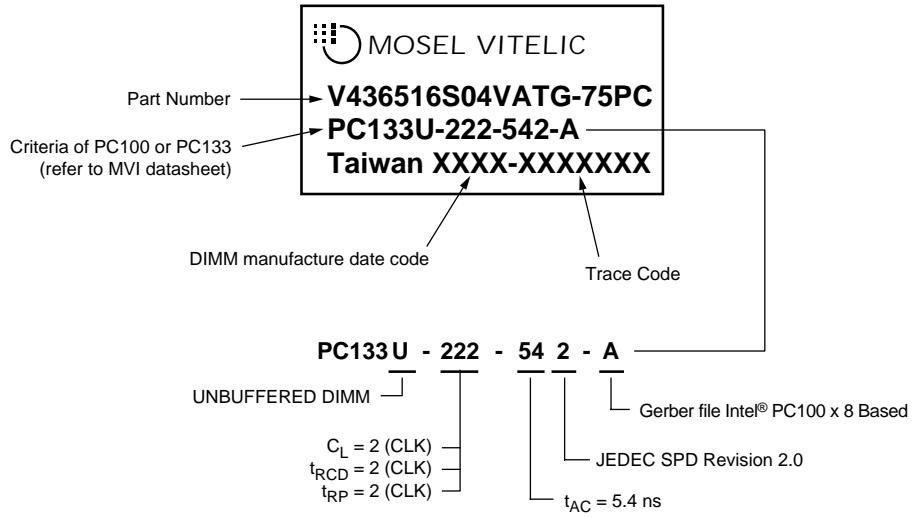 MOSEL VITELIC
Part Number
V436516S04VATG-75PC
Criteria of PC100 or PC133
(refer to MVI datasheet)
PC133U-222-542-A
Taiwan XXXX-XXXXXXX
DIMM manufacture date code
Trace Code
PC133 U - 222 - 54 2 - A
UNBUFFERED DIMM
Gerber file Intel® PC100 x 8 Based
CL = 2 (CLK)
tRCD = 2 (CLK)
tRP = 2 (CLK)
JEDEC SPD Revision 2.0
tAC = 5.4 ns